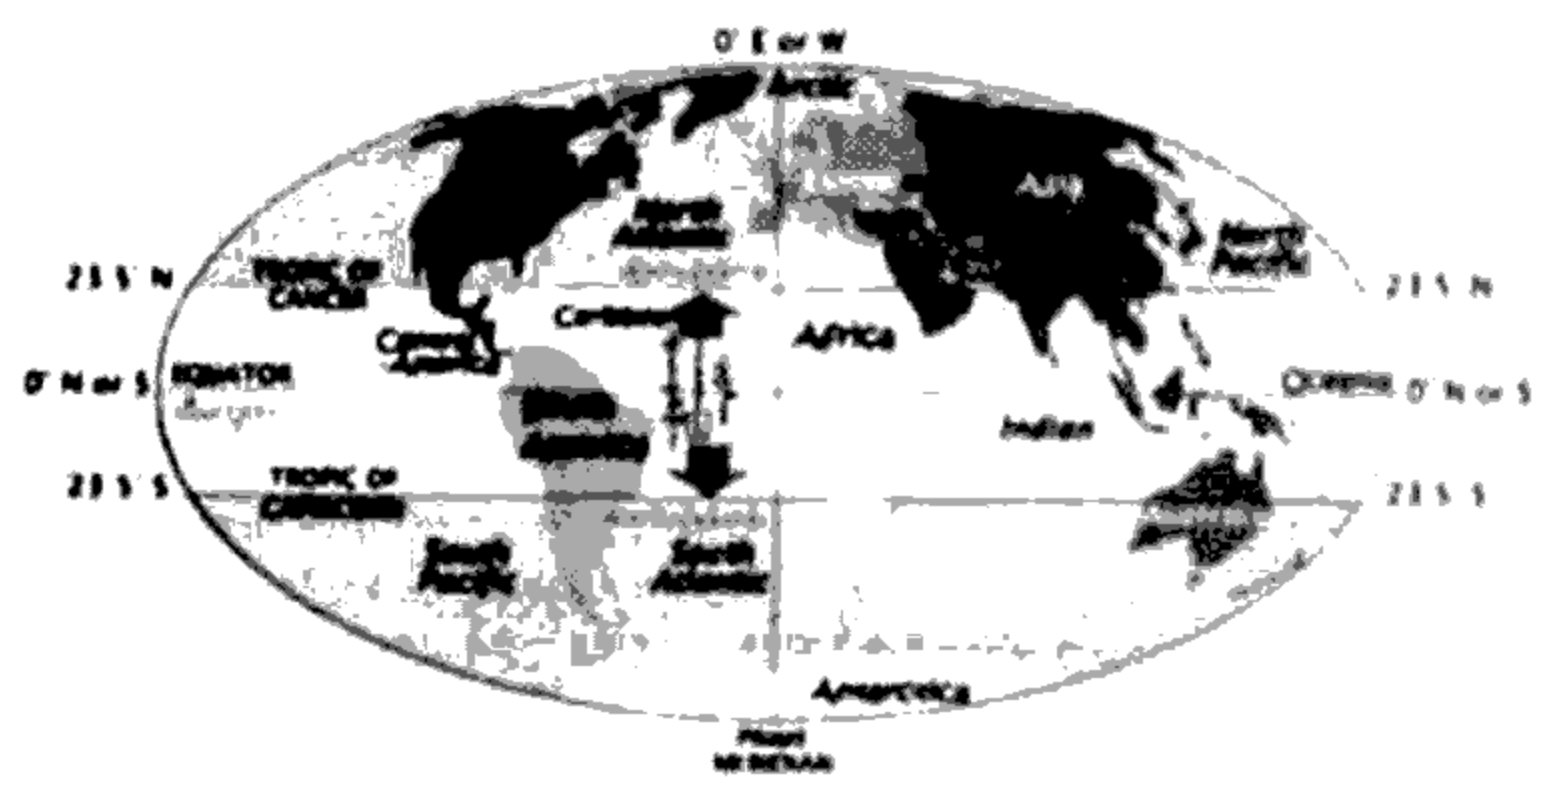 0° E or W
Arctic
Asia
North
Atlantic
North
Pacific
23.5° N
TROPIC OF
CANCER
23.5° N
Caribbean
Africa
Central
America
0° N or S
EQUATOR
Oceania
0° N or S
Indian
South
America
23.5° S
TROPIC OF
CAPRICORN
23.5° S
South
Pacific
South
Atlantic
Antarctica
PRIME
MERIDIAN